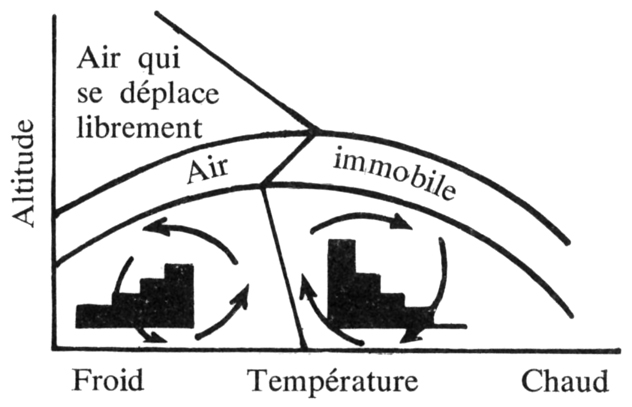 Air qui
se déplace
librement
Air immobile
Altitude
Froid Température Chaud